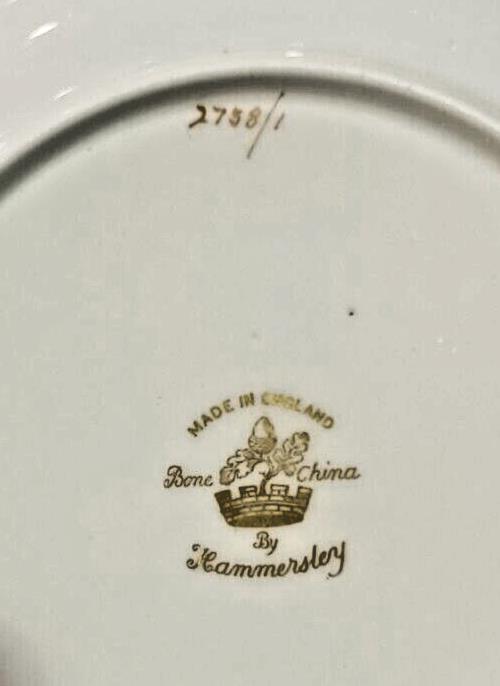 2758/1
MADE IN ENGLAND
Bone China
By
Hammersley